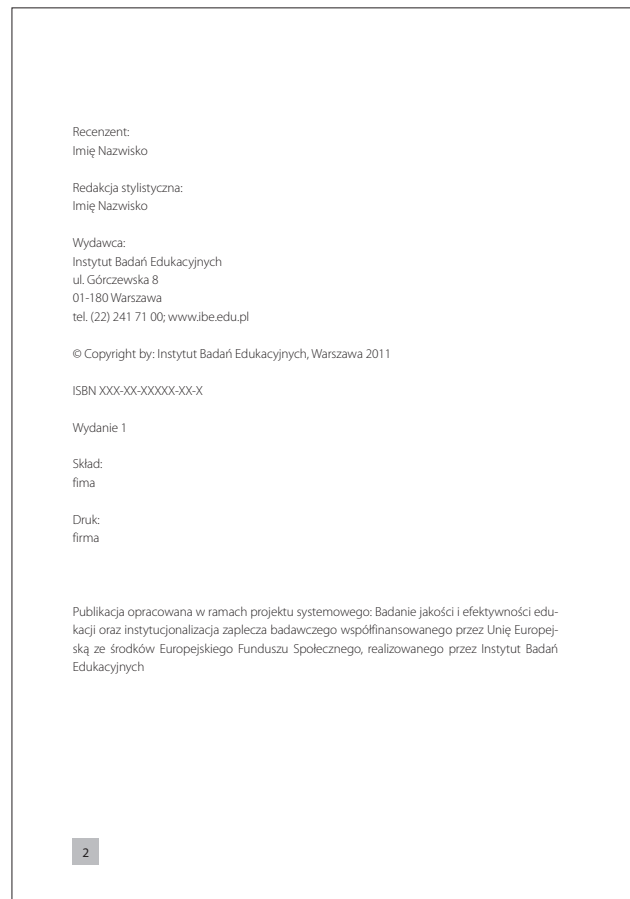 Recenzent:
Imię Nazwisko
Redakcja stylistyczna:
Imię Nazwisko
Wydawca:
Instytut Badań Edukacyjnych
ul. Górczewska 8
01-180 Warszawa
tel. (22) 241 71 00; www.ibe.edu.pl
© Copyright by: Instytut Badań Edukacyjnych, Warszawa 2011
ISBN XXX-XX-XXXXX-XX-X
Wydanie 1
Skład:
fima
Druk:
firma
Publikacja opracowana w ramach projektu systemowego: Badanie jakości i efektywności edu-
kacji oraz instytucjonalizacja zaplecza badawczego współfinansowanego przez Unię Europej-
ską ze środków Europejskiego Funduszu Społecznego, realizowanego przez Instytut Badań
Edukacyjnych
2